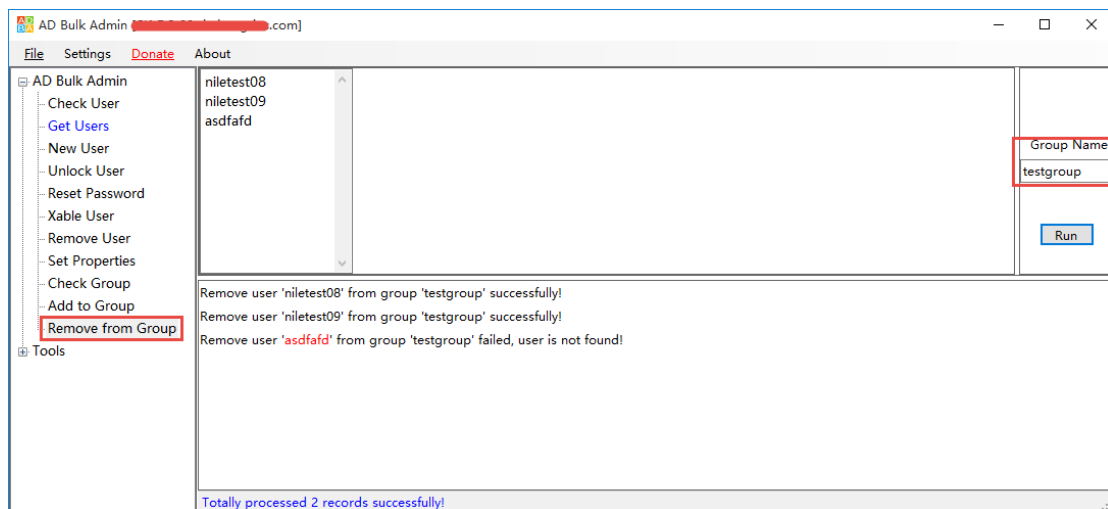 AD Bulk Admin
.com]
File Settings Donate About
AD Bulk Admin
Check User
Get Users
New User
Unlock User
Reset Password
Xable User
Remove User
Set Properties
Check Group
Add to Group
Remove from Group
Tools
niletest08
niletest09
asdfafd
Group Name
testgroup
Run
Remove user 'niletest08' from group 'testgroup' successfully!
Remove user 'niletest09' from group 'testgroup' successfully!
Remove user 'asdfafd' from group 'testgroup' failed, user is not found!
Totally processed 2 records successfully!